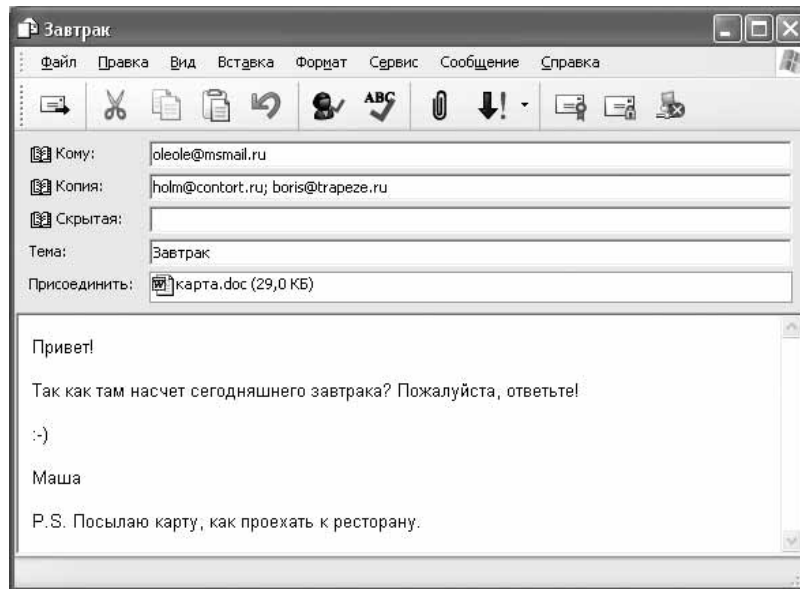 Завтрак
Файл Правка Вид Вставка Формат Сервис Сообщение Справка
ABC
Кому: oleole@msmail.ru
Копия: holm@contort.ru; boris@trapeze.ru
Скрытая:
Тема: Завтрак
Присоединить: карта.doc (29,0 КБ)
Привет!
Так как там насчет сегодняшнего завтрака? Пожалуйста, ответьте!
:-)
Маша
P.S. Посылаю карту, как проехать к ресторану.